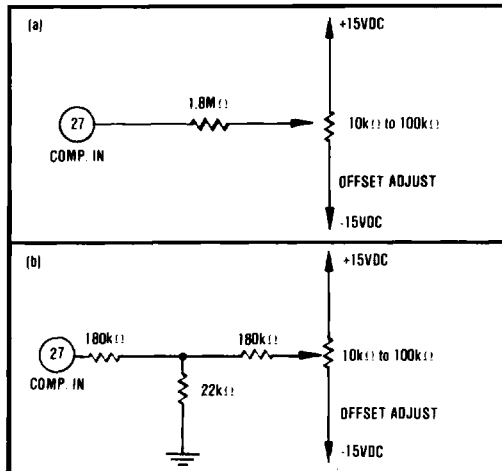 (a)
+15VDC
1.8MΩ
27
10kΩ to 100kΩ
COMP. IN
OFFSET ADJUST
-15VDC
(b)
+15VDC
180kΩ
180kΩ
27
10kΩ to 100kΩ
COMP. IN
22kΩ
OFFSET ADJUST
-15VDC